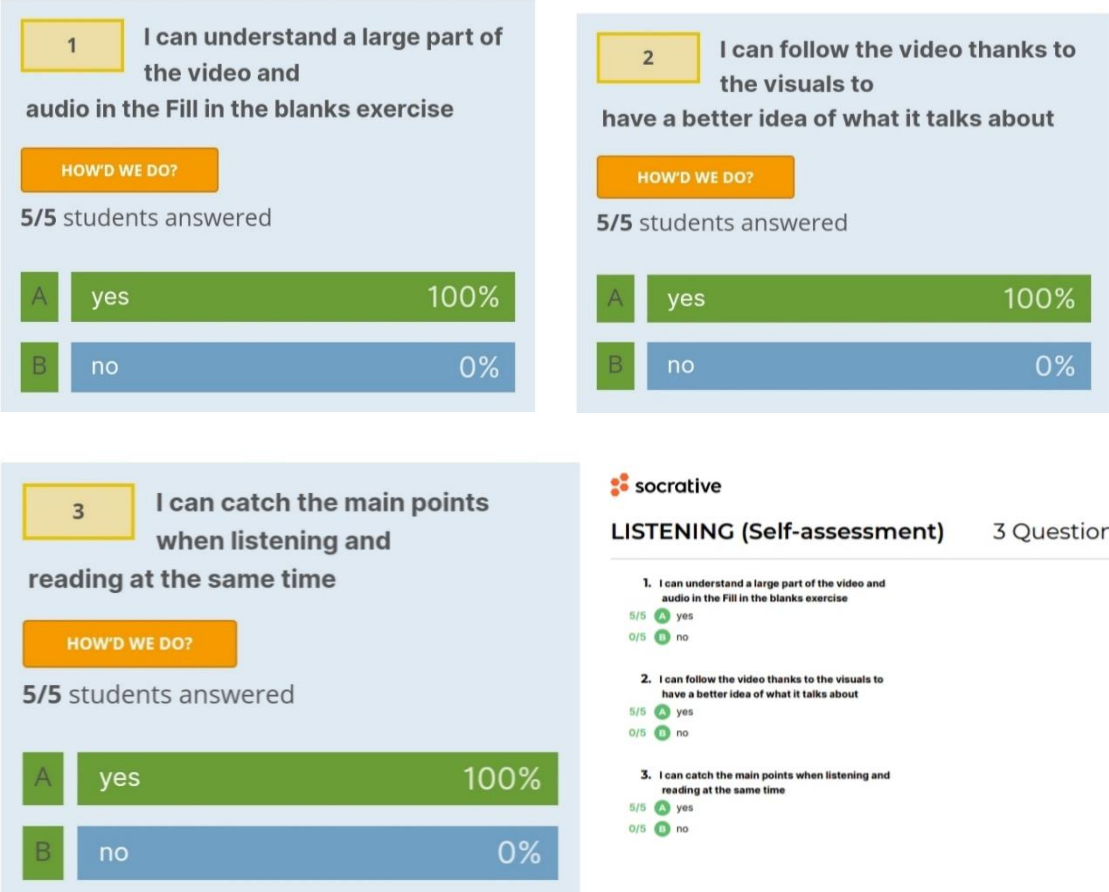 1
I can understand a large part of
the video and
audio in the Fill in the blanks exercise
HOW'D WE DO?
5/5 students answered
A yes 100%
B no 0%
2
I can follow the video thanks to
the visuals to
have a better idea of what it talks about
HOW'D WE DO?
5/5 students answered
A yes 100%
B no 0%
3
I can catch the main points
when listening and
reading at the same time
HOW'D WE DO?
5/5 students answered
A yes 100%
B no 0%
socrative
LISTENING (Self-assessment) 3 Question
1. I can understand a large part of the video and
audio in the Fill in the blanks exercise
5/5 A yes
0/5 B no
2. I can follow the video thanks to the visuals to
have a better idea of what it talks about
5/5 A yes
0/5 B no
3. I can catch the main points when listening and
reading at the same time
5/5 A yes
0/5 B no